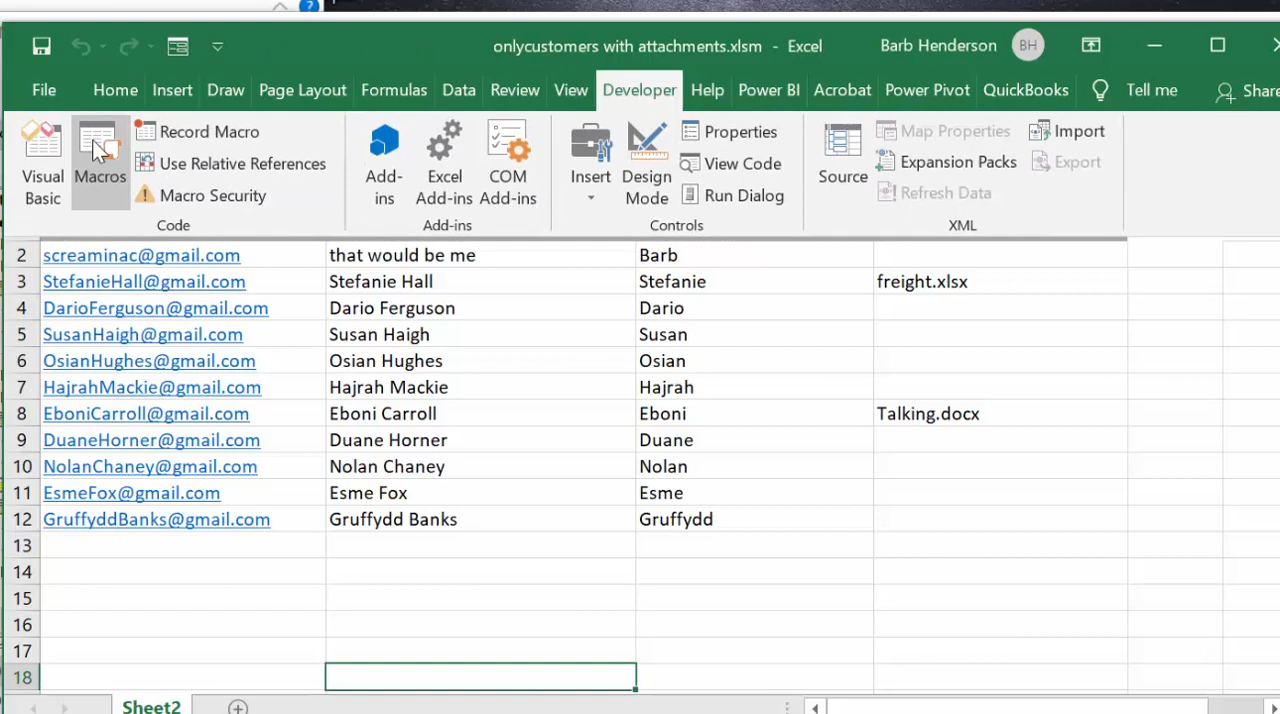 onlycustomers with attachments.xlsm - Excel Barb Henderson BH
File Home Insert Draw Page Layout Formulas Data Review View Developer Help Power BI Acrobat Power Pivot QuickBooks Tell me Share
Visual Basic
Macros
Record Macro
Use Relative References
Macro Security
Code
Add-ins
Excel Add-ins
COM Add-ins
Add-ins
Insert
Design Mode
Properties
View Code
Run Dialog
Controls
Source
Map Properties
Expansion Packs
Refresh Data
Import
Export
XML
2 screaminac@gmail.com that would be me Barb
3 StefanieHall@gmail.com Stefanie Hall Stefanie freight.xlsx
4 DarioFerguson@gmail.com Dario Ferguson Dario
5 SusanHaigh@gmail.com Susan Haigh Susan
6 OsianHughes@gmail.com Osian Hughes Osian
7 HajrahMackie@gmail.com Hajrah Mackie Hajrah
8 EboniCarroll@gmail.com Eboni Carroll Eboni Talking.docx
9 DuaneHorner@gmail.com Duane Horner Duane
10 NolanChaney@gmail.com Nolan Chaney Nolan
11 EsmeFox@gmail.com Esme Fox Esme
12 GruffyddBanks@gmail.com Gruffydd Banks Gruffydd
13
14
15
16
17
18
Sheet2